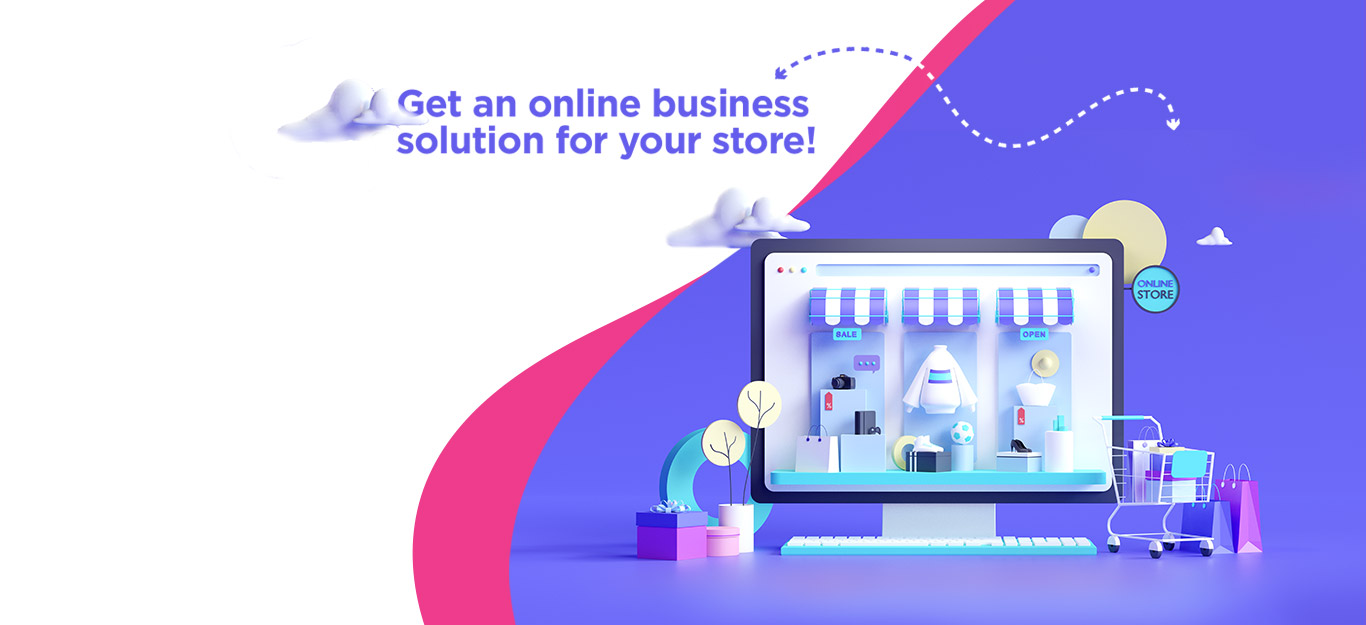 Get an online business
solution for your store!
ONLINE
STORE
SALE
OPEN
%
%